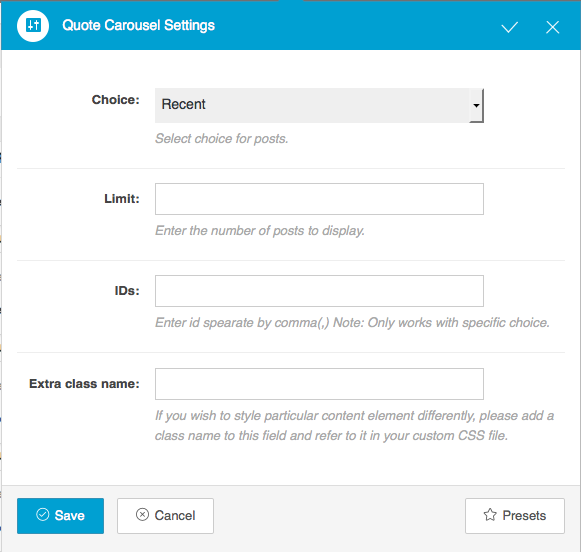 Quote Carousel Settings
Choice:
Recent
Select choice for posts.
Limit:
Enter the number of posts to display.
IDs:
Enter id spearate by comma(,) Note: Only works with specific choice.
Extra class name:
If you wish to style particular content element differently, please add a
class name to this field and refer to it in your custom CSS file.
Save
Cancel
Presets